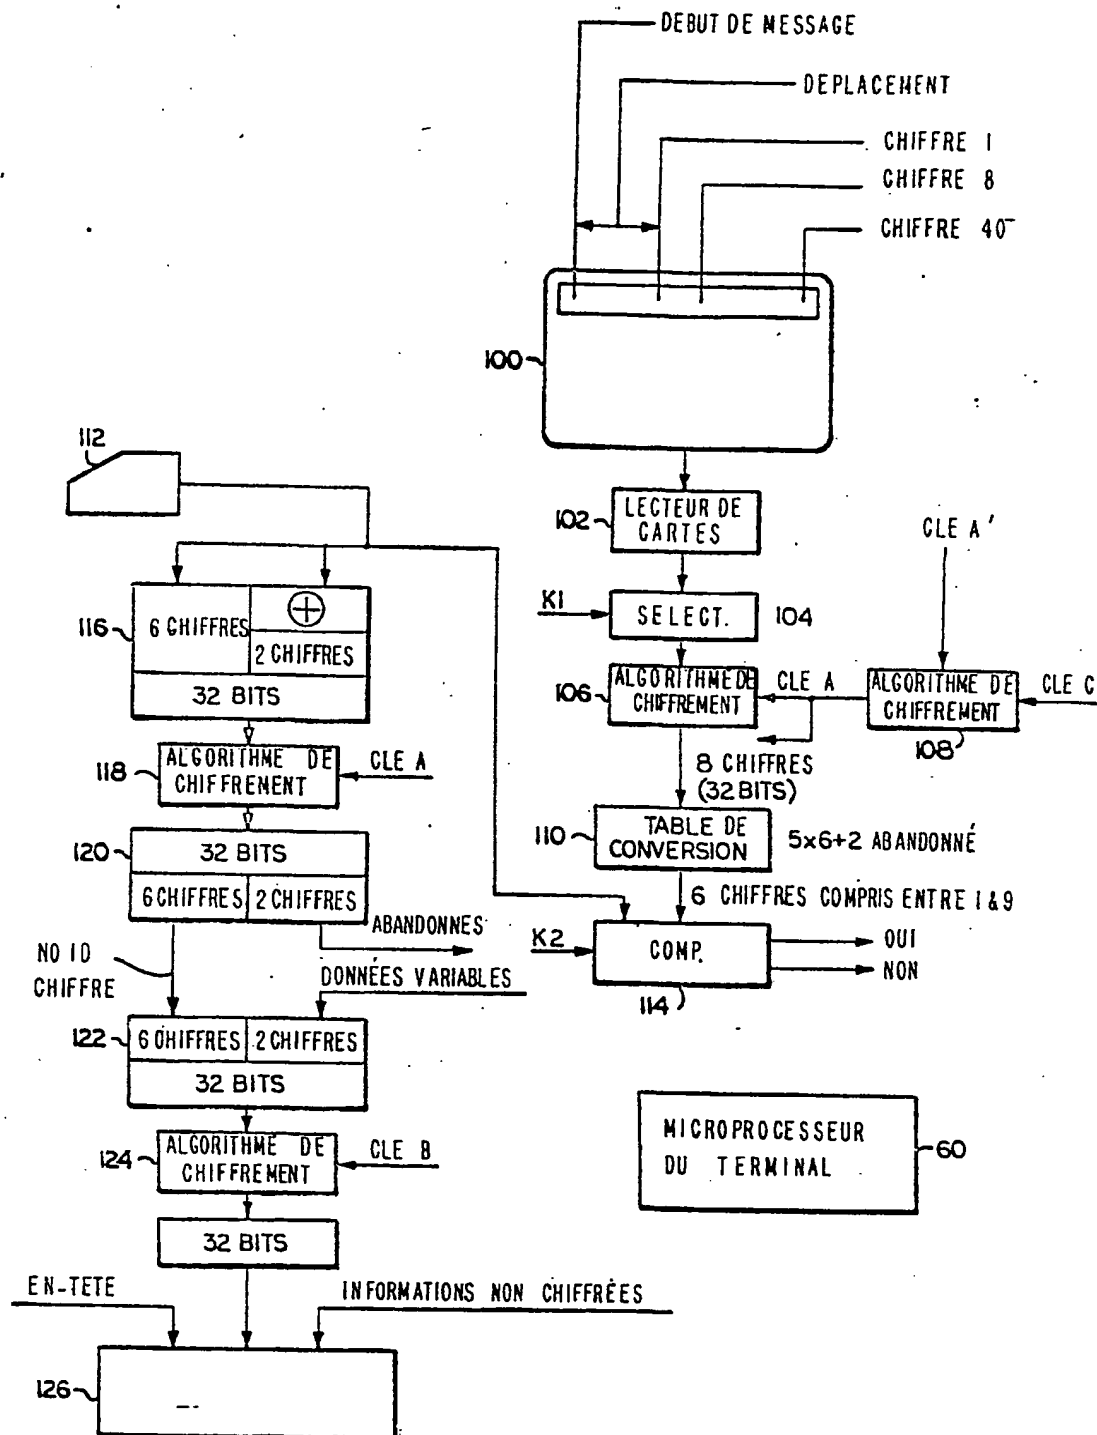 DEBUT DE MESSAGE
DEPLACEMENT
CHIFFRE 1
CHIFFRE 8
CHIFFRE 40
100
112
LECTEUR DE
CARTES
102
CLE A'
K1
SELECT.
104
6 CHIFFRES
2 CHIFFRES
32 BITS
116
ALGORITHME DE
CHIFFREMENT
106
CLE A
ALGORITHME DE
CHIFFREMENT
CLE C
108
8 CHIFFRES
(32 BITS)
ALGORITHME DE
CHIFFREMENT
118
CLE A
TABLE DE
CONVERSION
110
5x6+2 ABANDONNÉ
32 BITS
120
6 CHIFFRES
2 CHIFFRES
6 CHIFFRES COMPRIS ENTRE 1 & 9
ABANDONNES
K2
COMP.
OUI
NON
114
NO ID
CHIFFRE
DONNÉES VARIABLES
122
6 CHIFFRES
2 CHIFFRES
32 BITS
ALGORITHME DE
CHIFFREMENT
124
CLE B
MICROPROCESSEUR
DU TERMINAL
60
32 BITS
EN-TETE
INFORMATIONS NON CHIFFRÉES
126